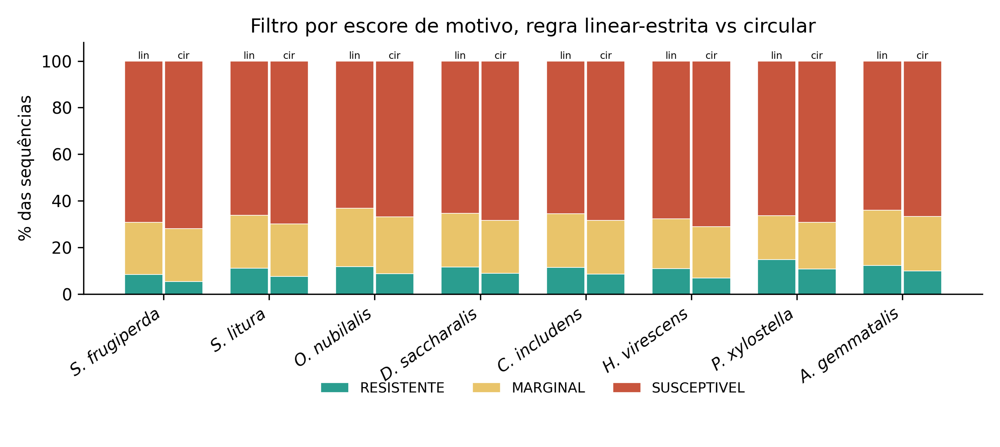 Filtro por escore de motivo, regra linear-estrita vs circular
lin cir lin cir lin cir lin cir lin cir lin cir lin cir lin cir
% das sequências
100
80
60
40
20
0
S. frugiperda
S. litura
O. nubilalis
D. saccharalis
C. includens
H. virescens
P. xylostella
A. gemmatalis
RESISTENTE MARGINAL SUSCEPTIVEL